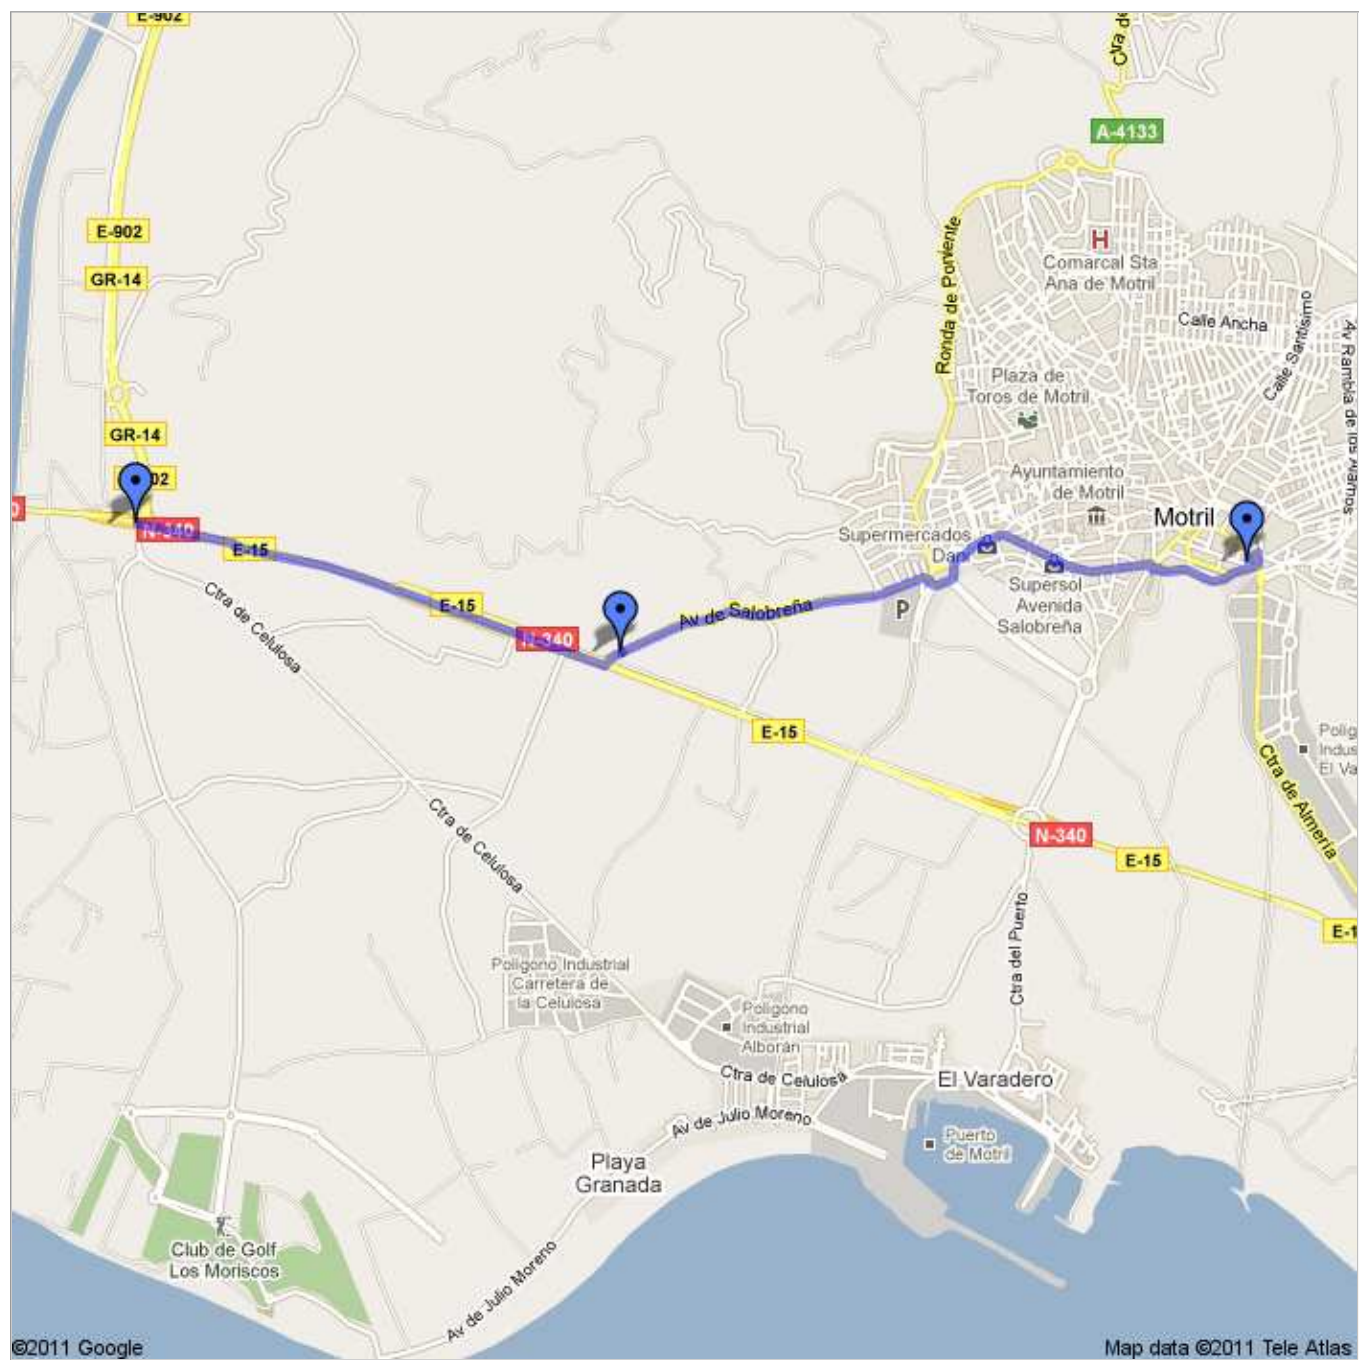 E-902
Ctra de
A-4133
E-902
Ronda de Poniente
H
Comarcal Sta
Ana de Motril
GR-14
Calle Ancha
Calle Santísimo
Av Rambla de los Álamos
Plaza de
Toros de Motril
GR-14
Ayuntamiento
de Motril
02
0
N-340
Motril
E-15
Supermercados
Dani
Supersol
Avenida
Salobreña
Ctra de Celulosa
E-15
Av de Salobreña
P
N-340
E-15
Polig
Indus
El Va
Ctra de Almería
Ctra de Celulosa
N-340
E-15
E-1
Ctra del Puerto
Polígono Industrial
Carretera de
la Celulosa
Polígono
Industrial
Alborán
Ctra de Celulosa
El Varadero
Av de Julio Moreno
Puerto
de Motril
Playa
Granada
Club de Golf
Los Moriscos
Av de Julio Moreno
©2011 Google
Map data ©2011 Tele Atlas